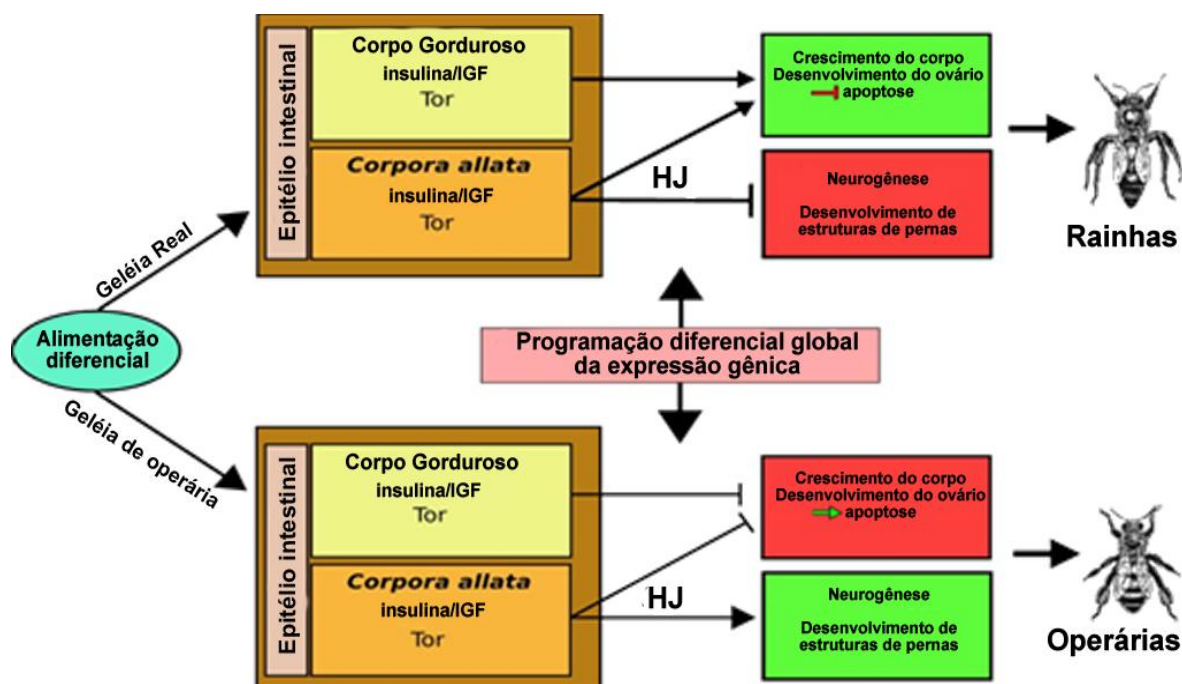 Alimentação
diferencial
Geléia Real
Geléia de operária
Epitélio intestinal
Corpo Gorduroso
insulina/IGF
Tor
Corpora allata
insulina/IGF
Tor
HJ
Crescimento do corpo
Desenvolvimento do ovário
apoptose
Neurogênese
Desenvolvimento de
estruturas de pernas
Rainhas
Programação diferencial global
da expressão gênica
Epitélio intestinal
Corpo Gorduroso
insulina/IGF
Tor
Corpora allata
insulina/IGF
Tor
HJ
Crescimento do corpo
Desenvolvimento do ovário
apoptose
Neurogênese
Desenvolvimento de
estruturas de pernas
Operárias